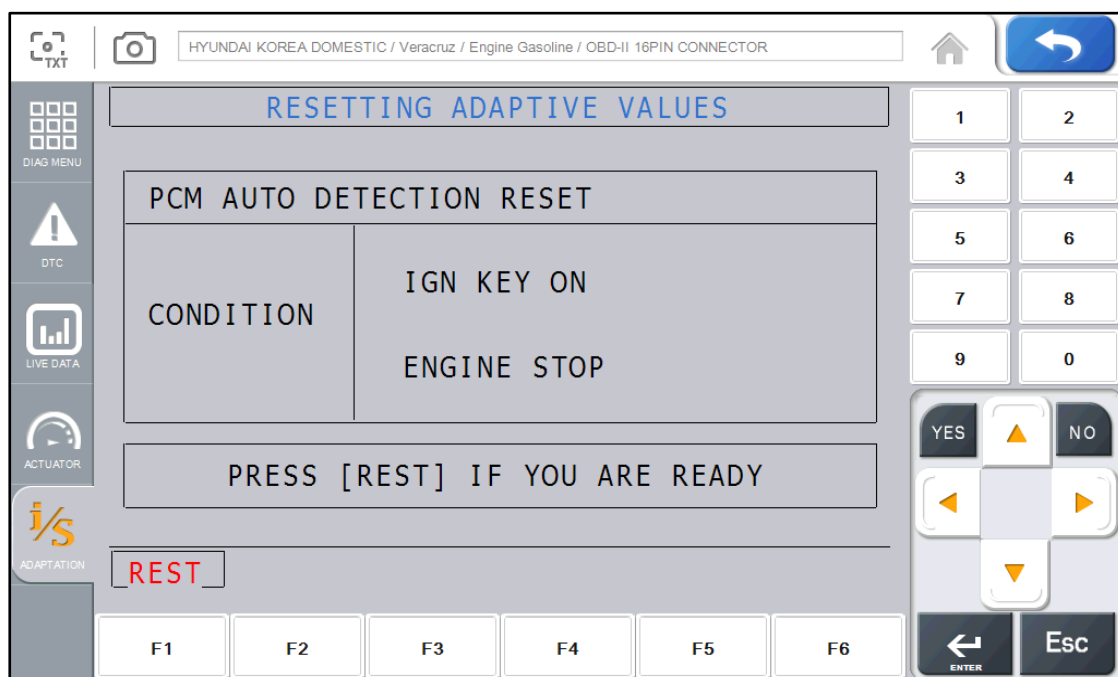 TXT
HYUNDAI KOREA DOMESTIC / Veracruz / Engine Gasoline / OBD-II 16PIN CONNECTOR
DIAG MENU
DTC
LIVE DATA
ACTUATOR
i/s
ADAPTATION
RESETTING ADAPTIVE VALUES
PCM AUTO DETECTION RESET
CONDITION
IGN KEY ON
ENGINE STOP
PRESS [REST] IF YOU ARE READY
REST
F1 F2 F3 F4 F5 F6
1 2
3 4
5 6
7 8
9 0
YES NO
ENTER
Esc